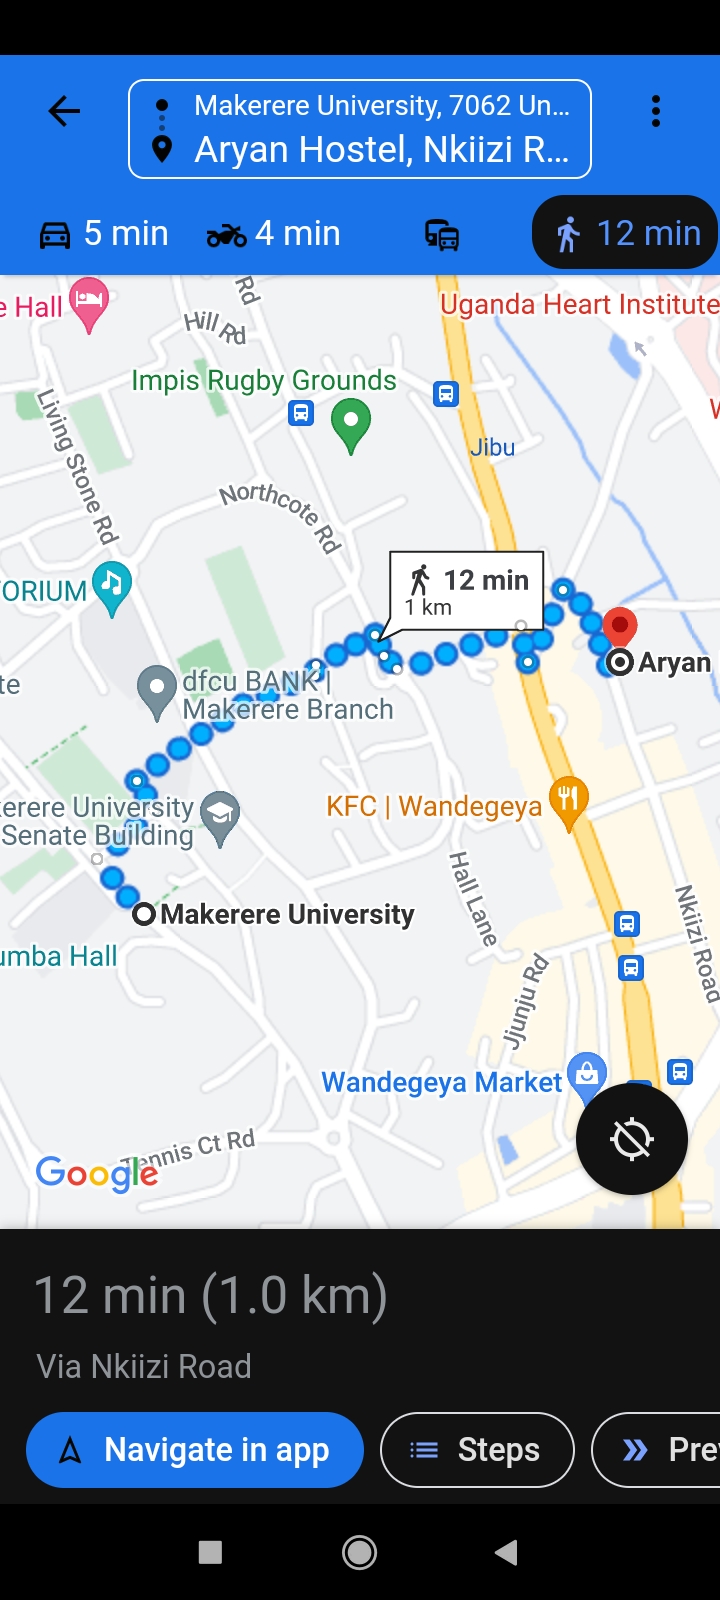 Makerere University, 7062 Un...
Aryan Hostel, Nkiizi R...
5 min
4 min
12 min
e Hall
Rd
Hill Rd
Uganda Heart Institute
Impis Rugby Grounds
Living Stone Rd
Jibu
W
Northcote Rd
12 min
1 km
ORIUM
Aryan
te
dfcu BANK |
Makerere Branch
kerere University
Senate Building
KFC | Wandegeya
Hall Lane
Makerere University
Nkiizi Road
umba Hall
Jjunju Rd
Wandegeya Market
Tennis Ct Rd
Google
12 min (1.0 km)
Via Nkiizi Road
Navigate in app
Steps
Pre